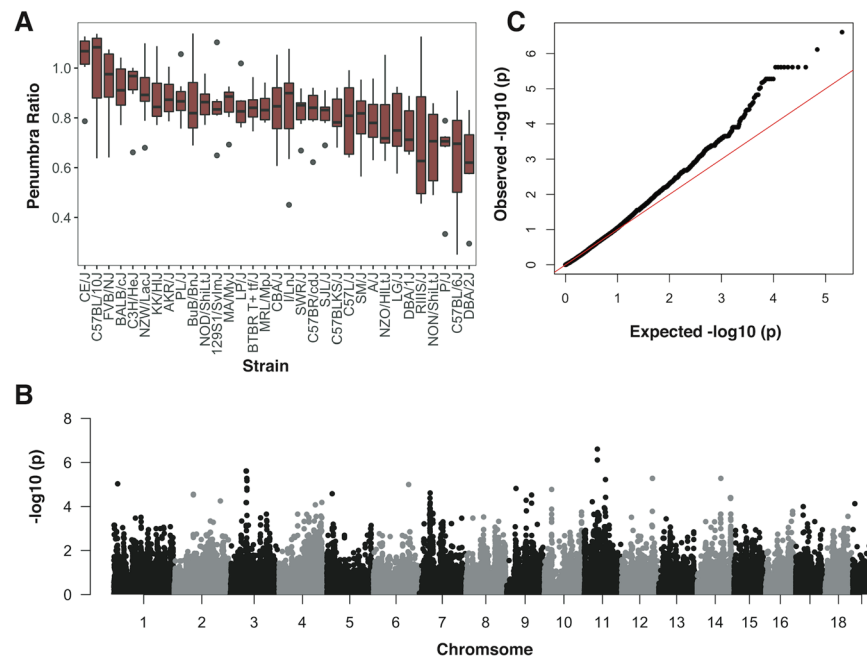 A
Penumbra Ratio
1.0
0.8
0.6
0.4
CE/J
C57BL/10J
FVB/NJ
BALB/cJ
C3H/HeJ
NZW/LacJ
KK/HlJ
AKR/J
PL/J
BuB/BnJ
NOD/ShiLtJ
129S1/SvImJ
MA/MyJ
LP/J
BTBR T+ tf/J
MRL/MpJ
CBA/J
I/LnJ
SWR/J
C57BR/cdJ
SJL/J
C57BLKS/J
C57L/J
SM/J
A/J
NZO/HlLtJ
LG/J
DBA/1J
RIIIS/J
NON/ShiLtJ
P/J
C57BL/6J
DBA/2J
Strain
C
Observed -log10 (p)
6
5
4
3
2
1
0
0 1 2 3 4 5
Expected -log10 (p)
B
-log10 (p)
8
6
4
2
0
1 2 3 4 5 6 7 8 9 10 11 12 13 14 15 16 18
Chromsome